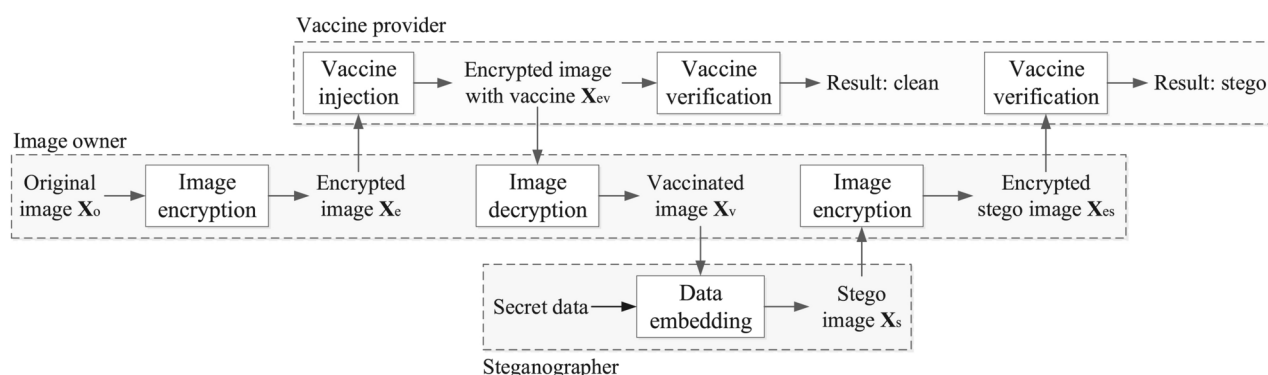 Vaccine provider
Vaccine
injection
Encrypted image
with vaccine Xev
Vaccine
verification
Result: clean
Vaccine
verification
Result: stego
Image owner
Original
image Xo
Image
encryption
Encrypted
image Xe
Image
decryption
Vaccinated
image Xv
Image
encryption
Encrypted
stego image Xes
Secret data
Data
embedding
Stego
image Xs
Steganographer